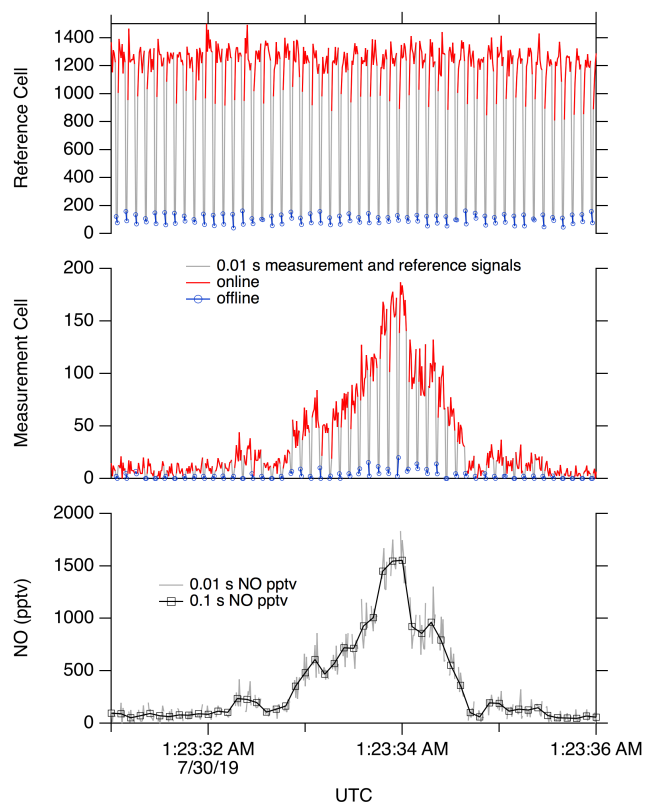 1400
1200
1000
800
600
400
200
0
Reference Cell
200
150
100
50
0
Measurement Cell
0.01 s measurement and reference signals
online
offline
2000
1500
1000
500
0
NO (pptv)
0.01 s NO pptv
0.1 s NO pptv
1:23:32 AM
7/30/19
1:23:34 AM
1:23:36 AM
UTC